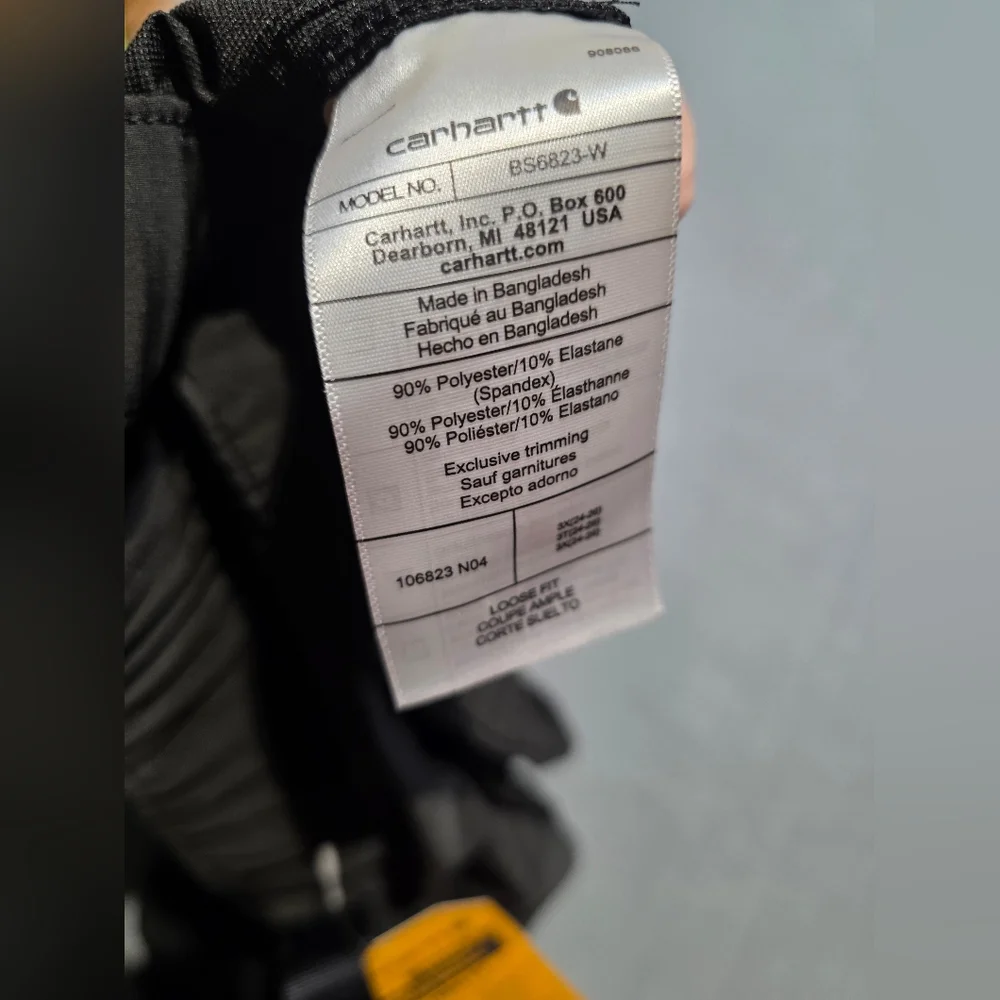 908086
carhartt
MODEL NO. BS6823-W
Carhartt, Inc. P.O. Box 600
Dearborn, MI 48121 USA
carhartt.com
Made in Bangladesh
Fabriqué au Bangladesh
Hecho en Bangladesh
90% Polyester/10% Elastane
(Spandex)
90% Polyester/10% Élasthanne
90% Poliéster/10% Elastano
Exclusive trimming
Sauf garnitures
Excepto adorno
106823 N04
LOOSE FIT
COUPE AMPLE
CORTE SUELTO